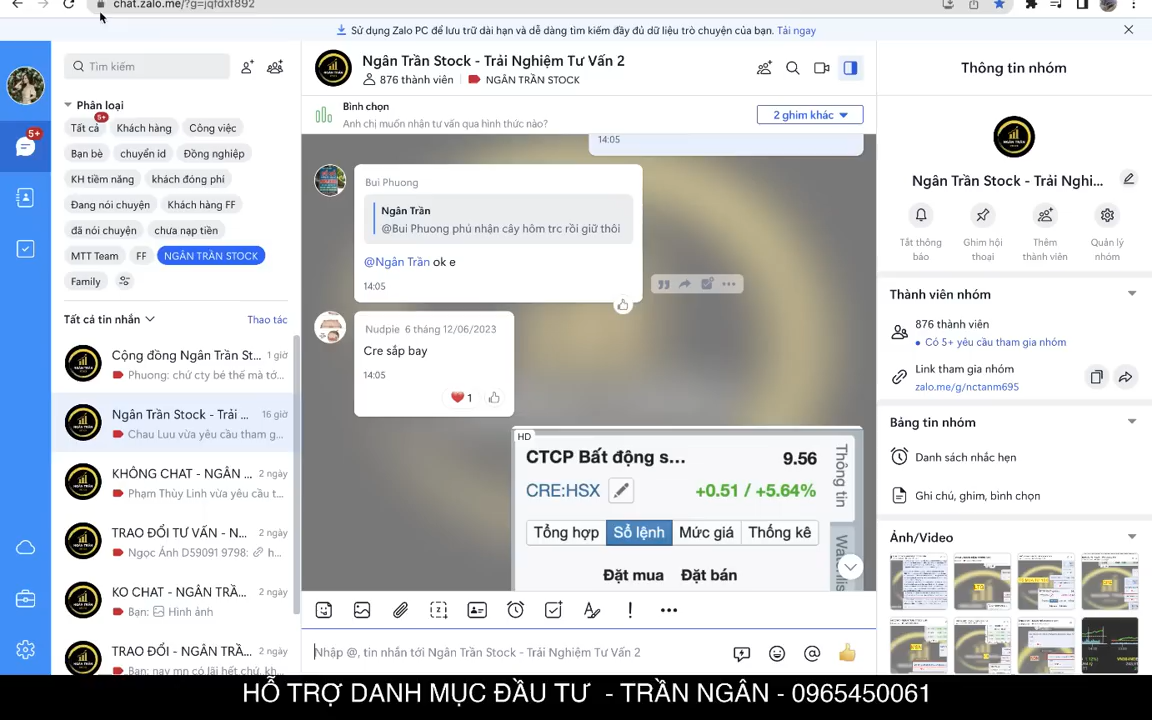 chat.zalo.me/?g=jqfdxf892
Sử dụng Zalo PC để lưu trữ dài hạn và dễ dàng tìm kiếm đầy đủ dữ liệu trò chuyện của bạn. Tải ngay
Tìm kiếm
Phân loại
Tất cả
5+
Khách hàng
Công việc
Bạn bè
chuyển id
Đồng nghiệp
KH tiềm năng
khách đóng phí
Đang nói chuyện
Khách hàng FF
đã nói chuyện
chưa nạp tiền
MTT Team
FF
NGÂN TRẦN STOCK
Family
5+
Tất cả tin nhắn
Thao tác
Cộng đồng Ngân Trần St...
1 giờ
Phương: chứ cty bê thế mà tớ...
Ngân Trần Stock - Trải ...
16 giờ
Chau Luu vừa yêu cầu tham g...
KHÔNG CHAT - NGÂN ...
2 ngày
Phạm Thùy Linh vừa yêu cầu t...
TRAO ĐỔI TƯ VẤN - N...
2 ngày
Ngọc Ánh D59091 9798:
KO CHAT - NGÂN TRẦ...
2 ngày
Bạn: Hình ảnh
TRAO ĐỔI - NGÂN TRẦ...
2 ngày
Bạn: nay mn có lãi hết chứ, kh...
Ngân Trần Stock - Trải Nghiệm Tư Vấn 2
876 thành viên
NGÂN TRẦN STOCK
Bình chọn
Anh chị muốn nhận tư vấn qua hình thức nào?
2 ghim khác
14:05
Bui Phuong
Ngân Trần
@Bui Phuong phủ nhận cây hôm trc rồi giữ thôi
@Ngân Trần ok e
14:05
Nudpie 6 tháng 12/06/2023
Cre sắp bay
14:05
1
HD
CTCP Bất động s...
9.56
CRE:HSX
+0.51 / +5.64%
Tổng hợp
Sổ lệnh
Mức giá
Thống kê
Đặt mua
Đặt bán
Thông tin
Nhập @, tin nhắn tới Ngân Trần Stock - Trải Nghiệm Tư Vấn 2
Thông tin nhóm
Ngân Trần Stock - Trải Nghi...
Tắt thông báo
Ghim hội thoại
Thêm thành viên
Quản lý nhóm
Thành viên nhóm
876 thành viên
Có 5+ yêu cầu tham gia nhóm
Link tham gia nhóm
zalo.me/g/nctanm695
Bảng tin nhóm
Danh sách nhắc hẹn
Ghi chú, ghim, bình chọn
Ảnh/Video
HỖ TRỢ DANH MỤC ĐẦU TƯ - TRẦN NGÂN - 0965450061